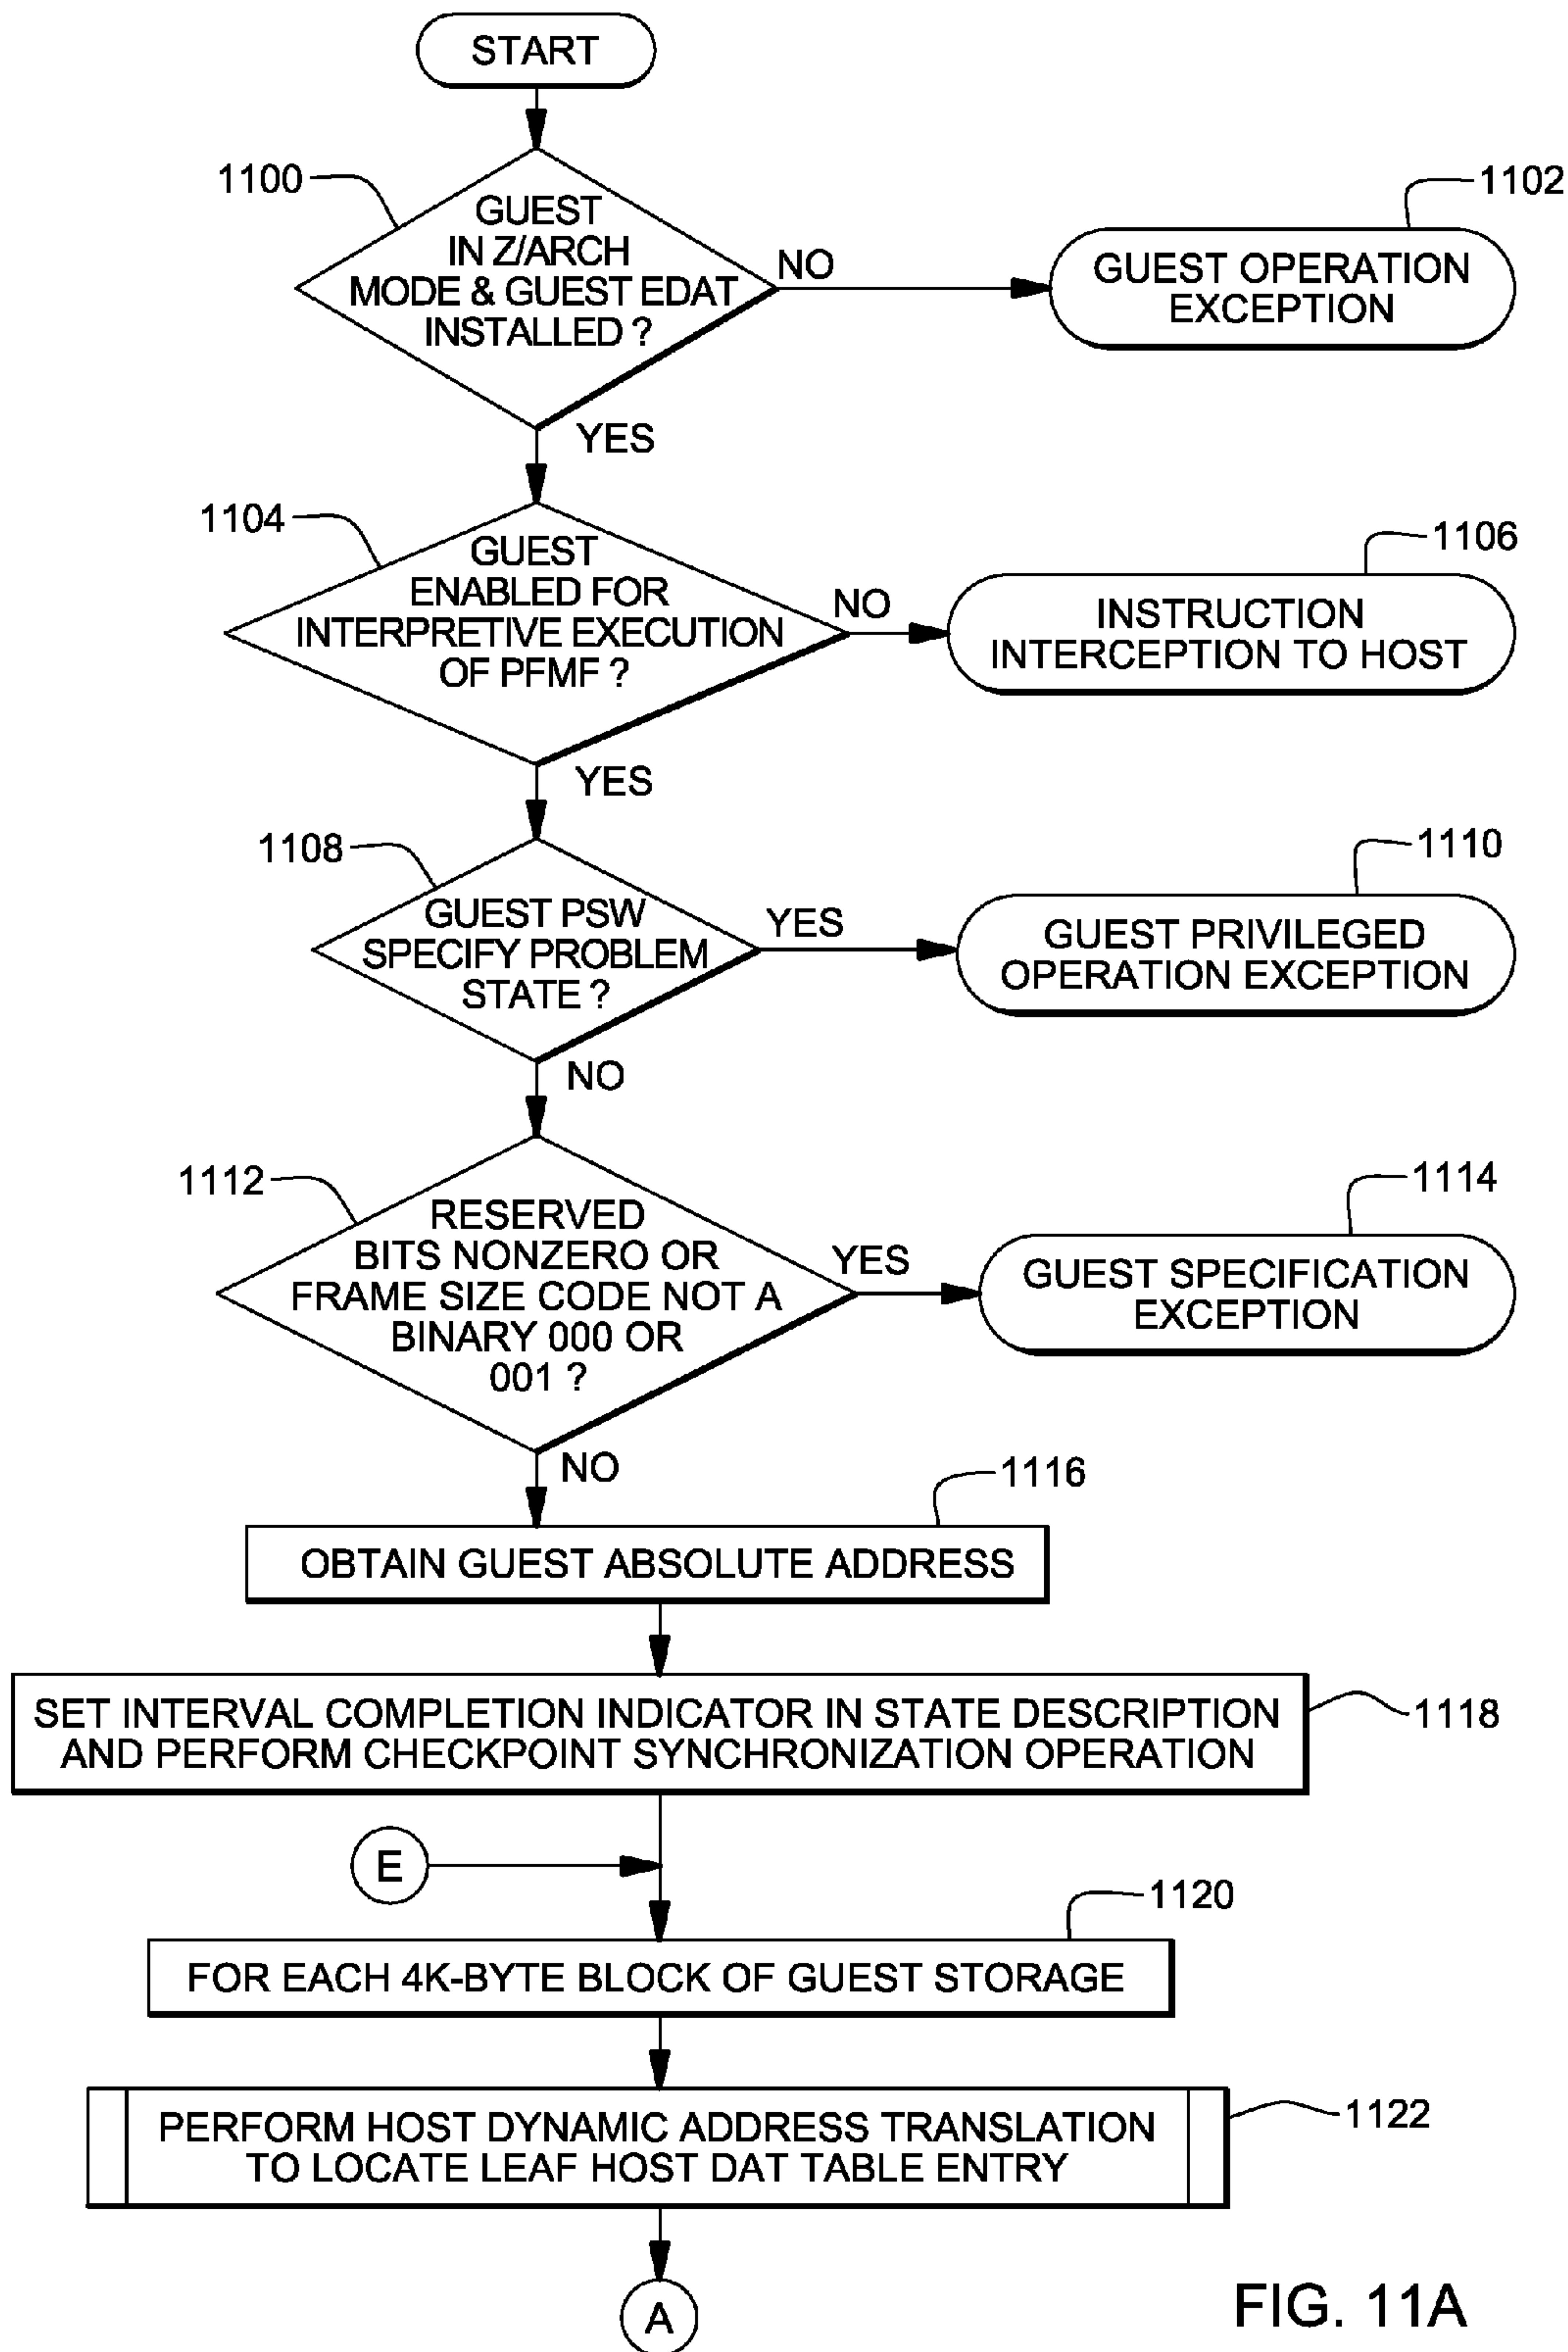 START
1100
GUEST
IN Z/ARCH
MODE & GUEST EDAT
INSTALLED ?
NO
1102
GUEST OPERATION
EXCEPTION
YES
1104
GUEST
ENABLED FOR
INTERPRETIVE EXECUTION
OF PFMF ?
NO
1106
INSTRUCTION
INTERCEPTION TO HOST
YES
1108
GUEST PSW
SPECIFY PROBLEM
STATE ?
YES
1110
GUEST PRIVILEGED
OPERATION EXCEPTION
NO
1112
RESERVED
BITS NONZERO OR
FRAME SIZE CODE NOT A
BINARY 000 OR
001 ?
YES
1114
GUEST SPECIFICATION
EXCEPTION
NO
1116
OBTAIN GUEST ABSOLUTE ADDRESS
SET INTERVAL COMPLETION INDICATOR IN STATE DESCRIPTION
AND PERFORM CHECKPOINT SYNCHRONIZATION OPERATION
1118
E
1120
FOR EACH 4K-BYTE BLOCK OF GUEST STORAGE
PERFORM HOST DYNAMIC ADDRESS TRANSLATION
TO LOCATE LEAF HOST DAT TABLE ENTRY
1122
A
FIG. 11A